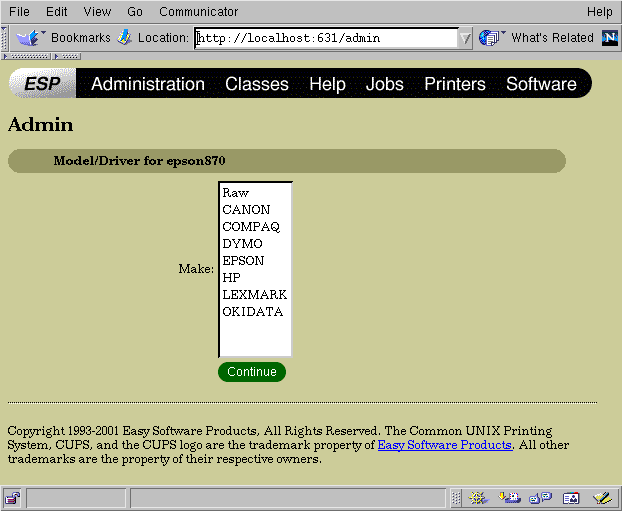 File Edit View Go Communicator Help
Bookmarks Location: http://localhost:631/admin What's Related N
ESP Administration Classes Help Jobs Printers Software
Admin
Model/Driver for epson870
Make:
Raw
CANON
COMPAQ
DYMO
EPSON
HP
LEXMARK
OKIDATA
Continue
Copyright 1993-2001 Easy Software Products, All Rights Reserved. The Common UNIX Printing
System, CUPS, and the CUPS logo are the trademark property of Easy Software Products. All other
trademarks are the property of their respective owners.